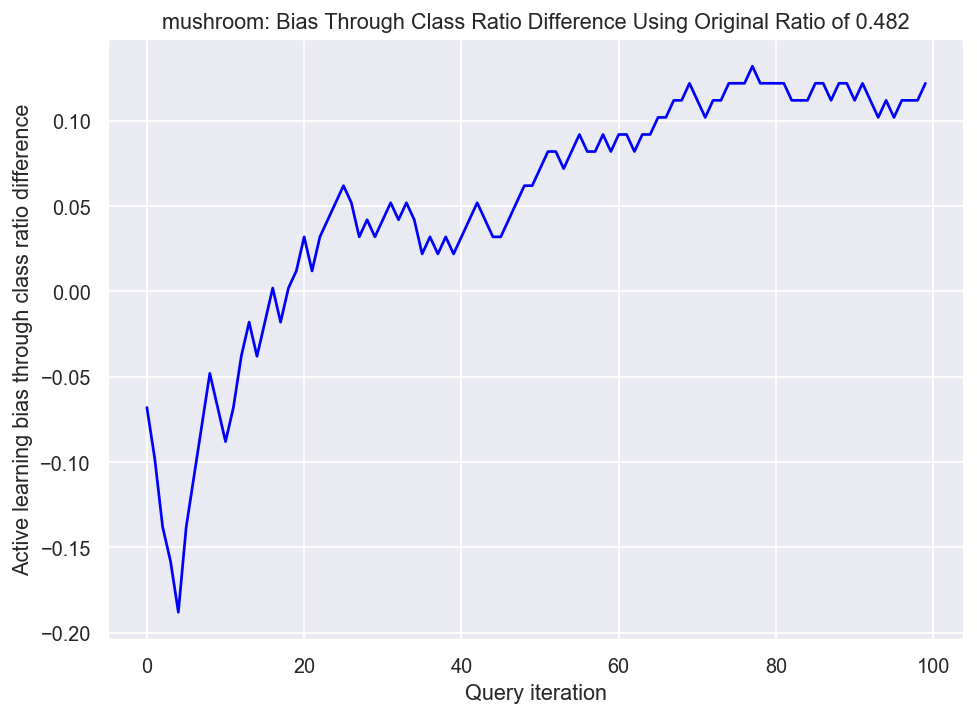 mushroom: Bias Through Class Ratio Difference Using Original Ratio of 0.482
Active learning bias through class ratio difference
0.10
0.05
0.00
−0.05
−0.10
−0.15
−0.20
0 20 40 60 80 100
Query iteration